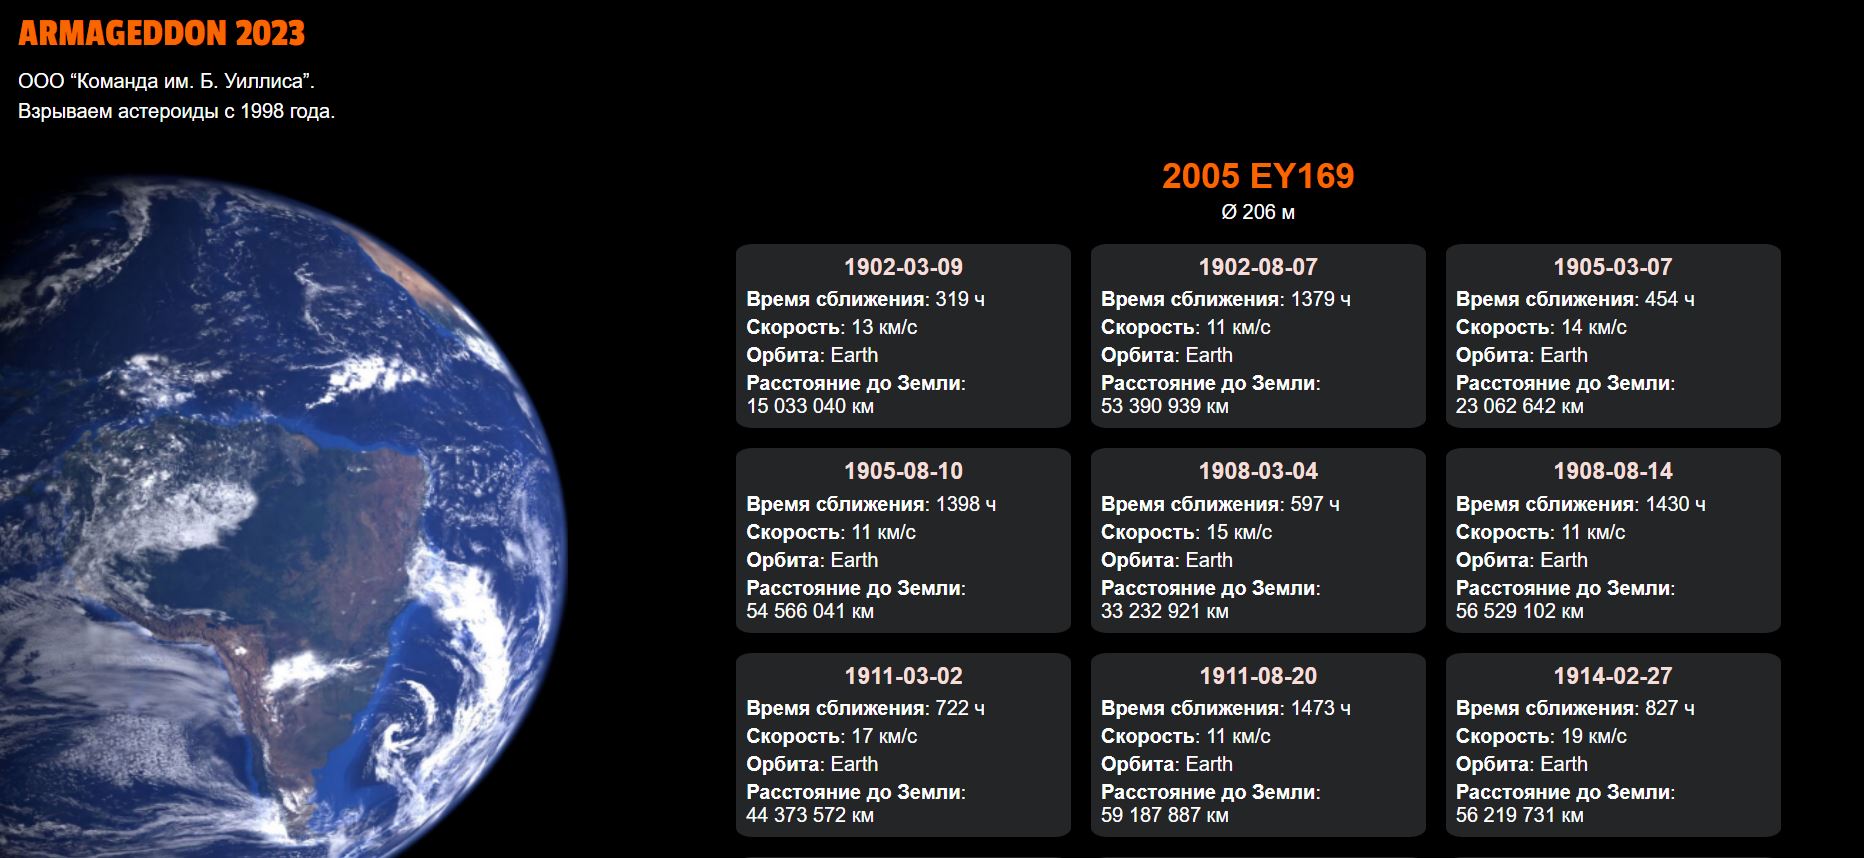 ARMAGEDDON 2023
ООО “Команда им. Б. Уиллиса”.
Взрываем астероиды с 1998 года.
2005 EY169
Ø 206 м
1902-03-09
Время сближения: 319 ч
Скорость: 13 км/с
Орбита: Earth
Расстояние до Земли:
15 033 040 км
1902-08-07
Время сближения: 1379 ч
Скорость: 11 км/с
Орбита: Earth
Расстояние до Земли:
53 390 939 км
1905-03-07
Время сближения: 454 ч
Скорость: 14 км/с
Орбита: Earth
Расстояние до Земли:
23 062 642 км
1905-08-10
Время сближения: 1398 ч
Скорость: 11 км/с
Орбита: Earth
Расстояние до Земли:
54 566 041 км
1908-03-04
Время сближения: 597 ч
Скорость: 15 км/с
Орбита: Earth
Расстояние до Земли:
33 232 921 км
1908-08-14
Время сближения: 1430 ч
Скорость: 11 км/с
Орбита: Earth
Расстояние до Земли:
56 529 102 км
1911-03-02
Время сближения: 722 ч
Скорость: 17 км/с
Орбита: Earth
Расстояние до Земли:
44 373 572 км
1911-08-20
Время сближения: 1473 ч
Скорость: 11 км/с
Орбита: Earth
Расстояние до Земли:
59 187 887 км
1914-02-27
Время сближения: 827 ч
Скорость: 19 км/с
Орбита: Earth
Расстояние до Земли:
56 219 731 км